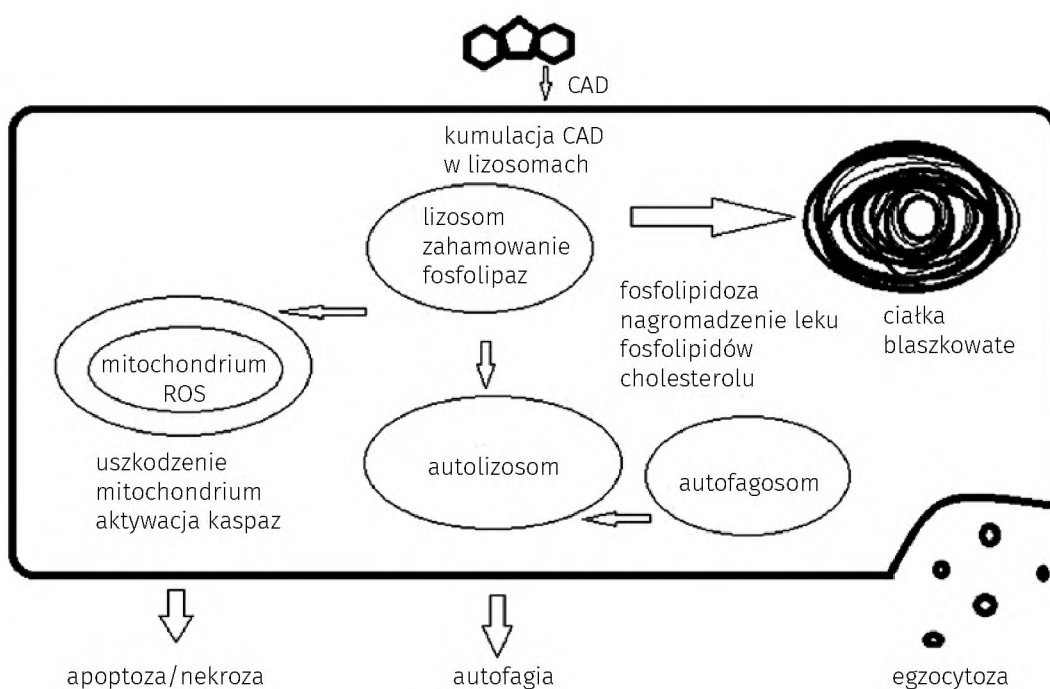 CAD
kumulacja CAD
w lizosomach
lizosom
zahamowanie
fosfolipaz
fosfolipidoza
nagromadzenie leku
fosfolipidów
cholesterolu
ciałka
blaszkowate
mitochondrium
ROS
uszkodzenie
mitochondrium
aktywacja kaspaz
autolizosom
autofagosom
apoptoza/nekroza
autofagia
egzocytoza